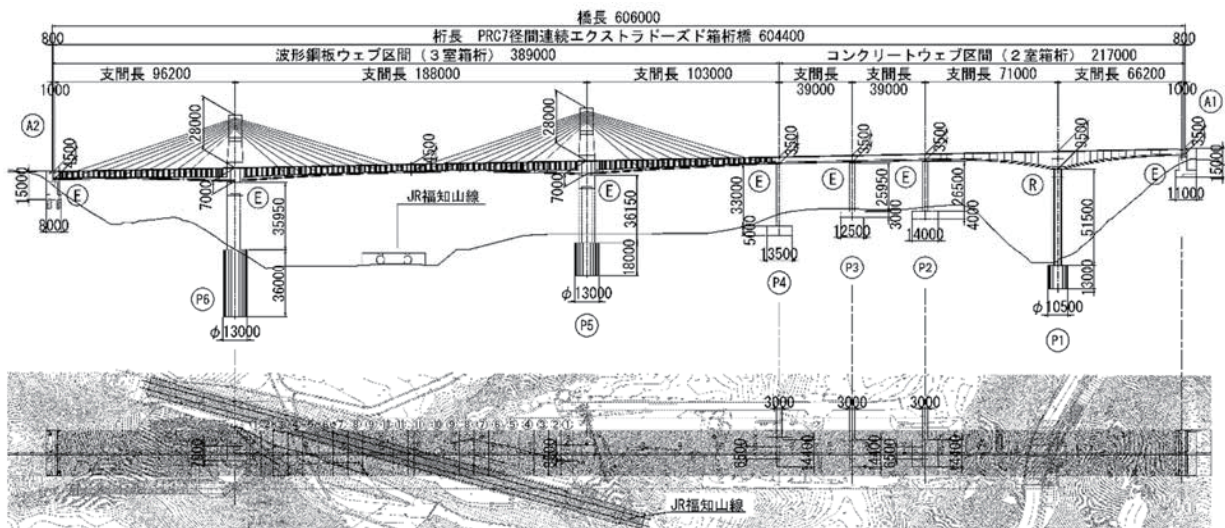 橋長 606000
800 桁長 PRC7径間連続エクストラドーズド箱桁橋 604400 800
波形鋼板ウェブ区間（3室箱桁） 389000 コンクリートウェブ区間（2室箱桁） 217000
支間長 96200 支間長 188000 支間長 103000 支間長 39000 支間長 39000 支間長 71000 支間長 66200
1000 1000
A2 A1
28000 28000
4500 4500 3500 3500 3500 9500 3500
15000 7000 7000 15000
E E E E E E R E
8000 11000
JR福知山線
35950 36150 33000 25950 26500 51500
5000 3000 4000
36000 18000 13000
13500 12500 14000
P6 P5 P4 P3 P2 P1
φ13000 φ13000 φ10500
3000 3000 3000
14400 14400 6500
JR福知山線